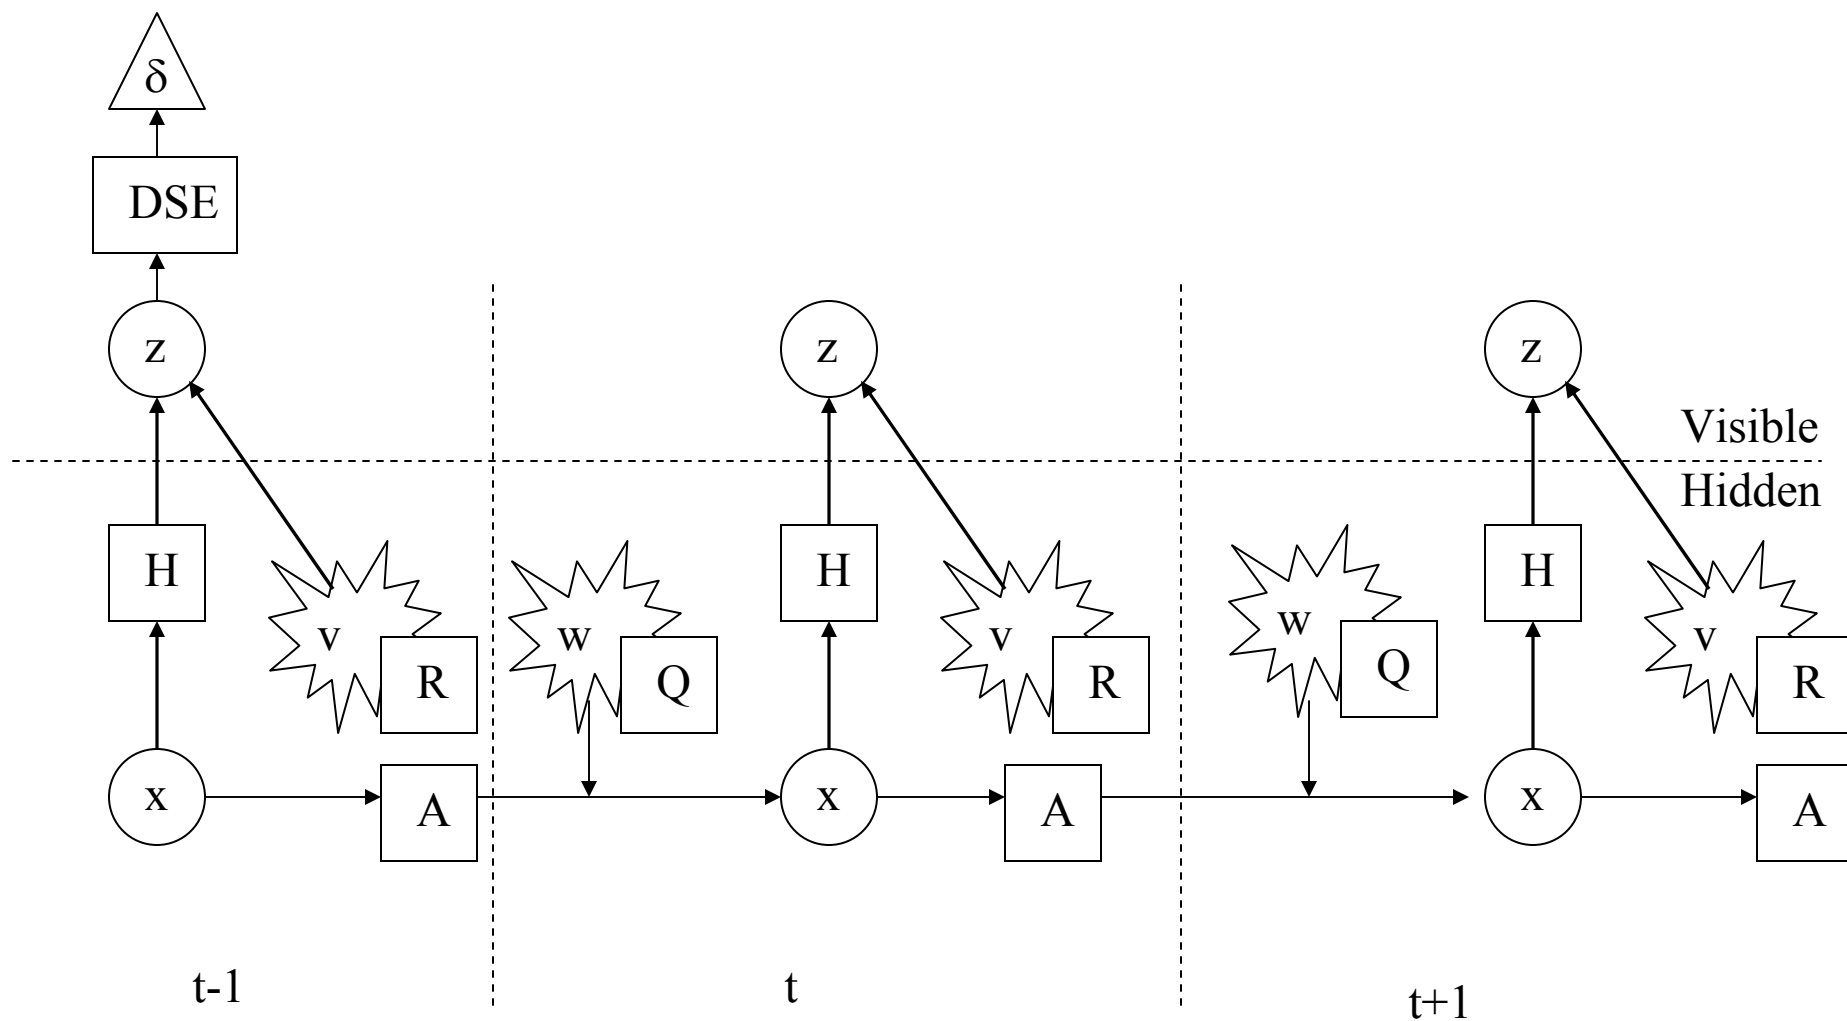 δ
DSE
z
z
z
Visible
Hidden
H
H
H
v
R
w
Q
v
R
w
Q
v
R
x
A
x
A
x
A
t-1
t
t+1